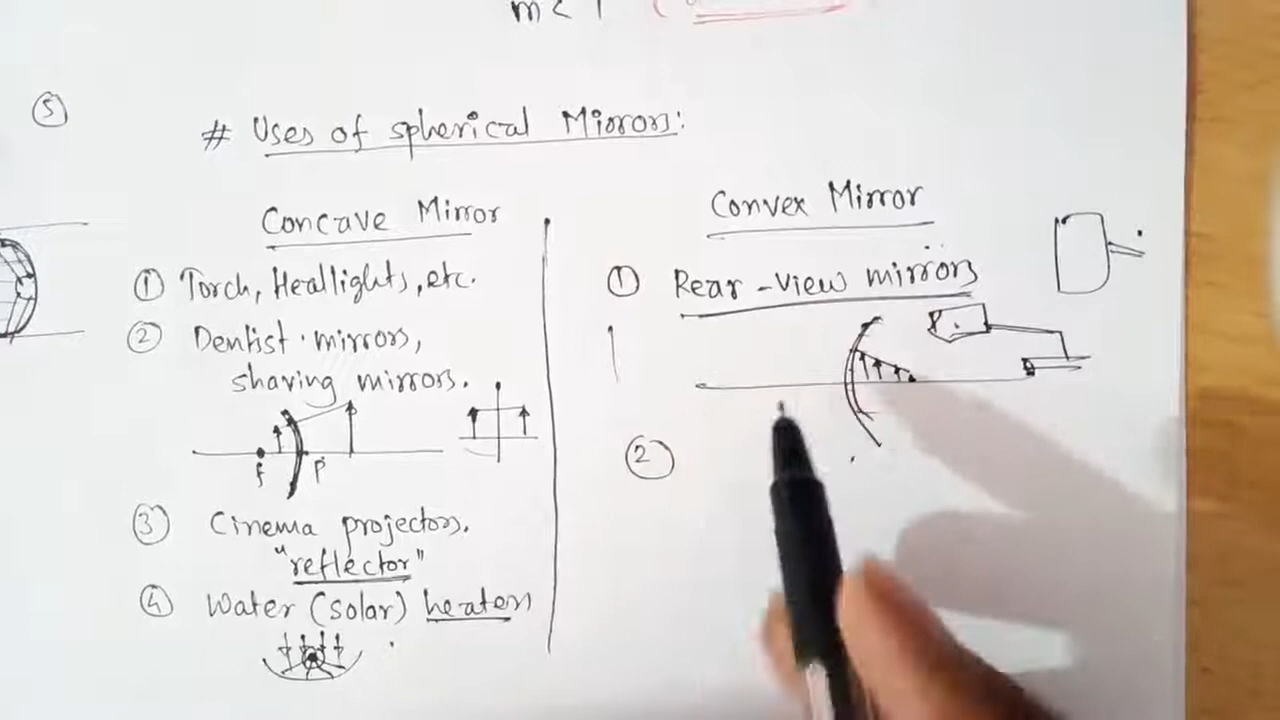 m < 1
⑤
# Uses of spherical Mirrors:
Concave Mirror
① Torch, Heallights, etc.
② Dentist mirrors,
shaving mirrors.
F P
③ Cinema projectors.
"reflector"
④ Water (solar) heaters
Convex Mirror
① Rear-view mirrors
②